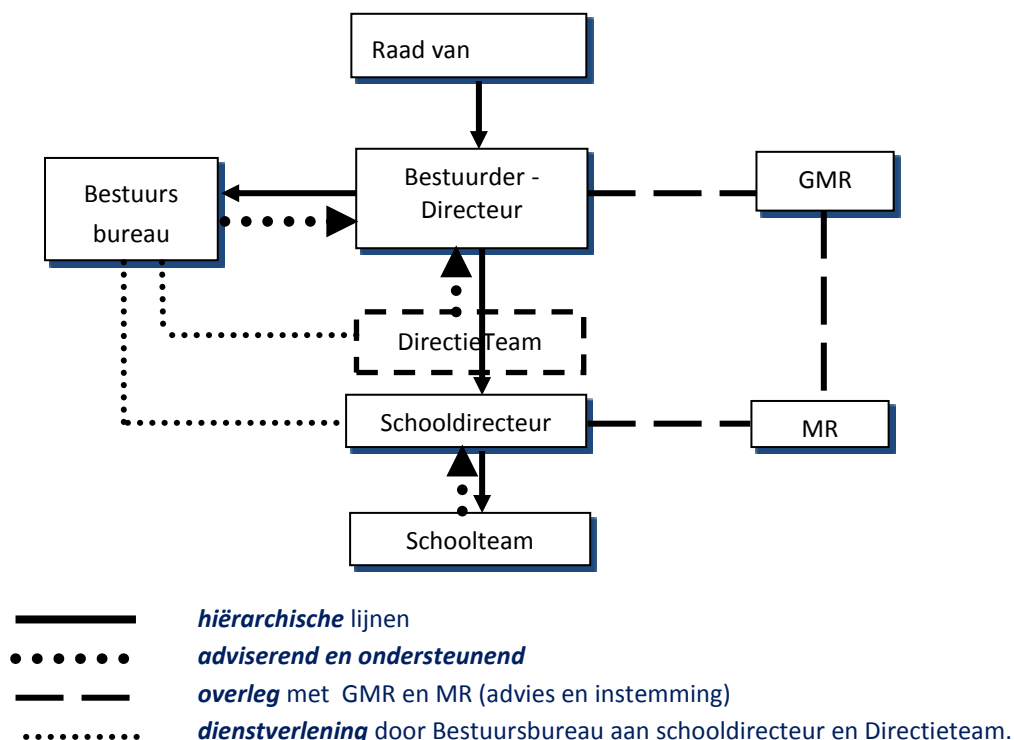 Raad van
Bestuurder -
Directeur
Bestuurs
bureau
GMR
DirectieTeam
Schooldirecteur
MR
Schoolteam
hiërarchische lijnen
adviserend en ondersteunend
overleg met GMR en MR (advies en instemming)
dienstverlening door Bestuursbureau aan schooldirecteur en Directieteam.